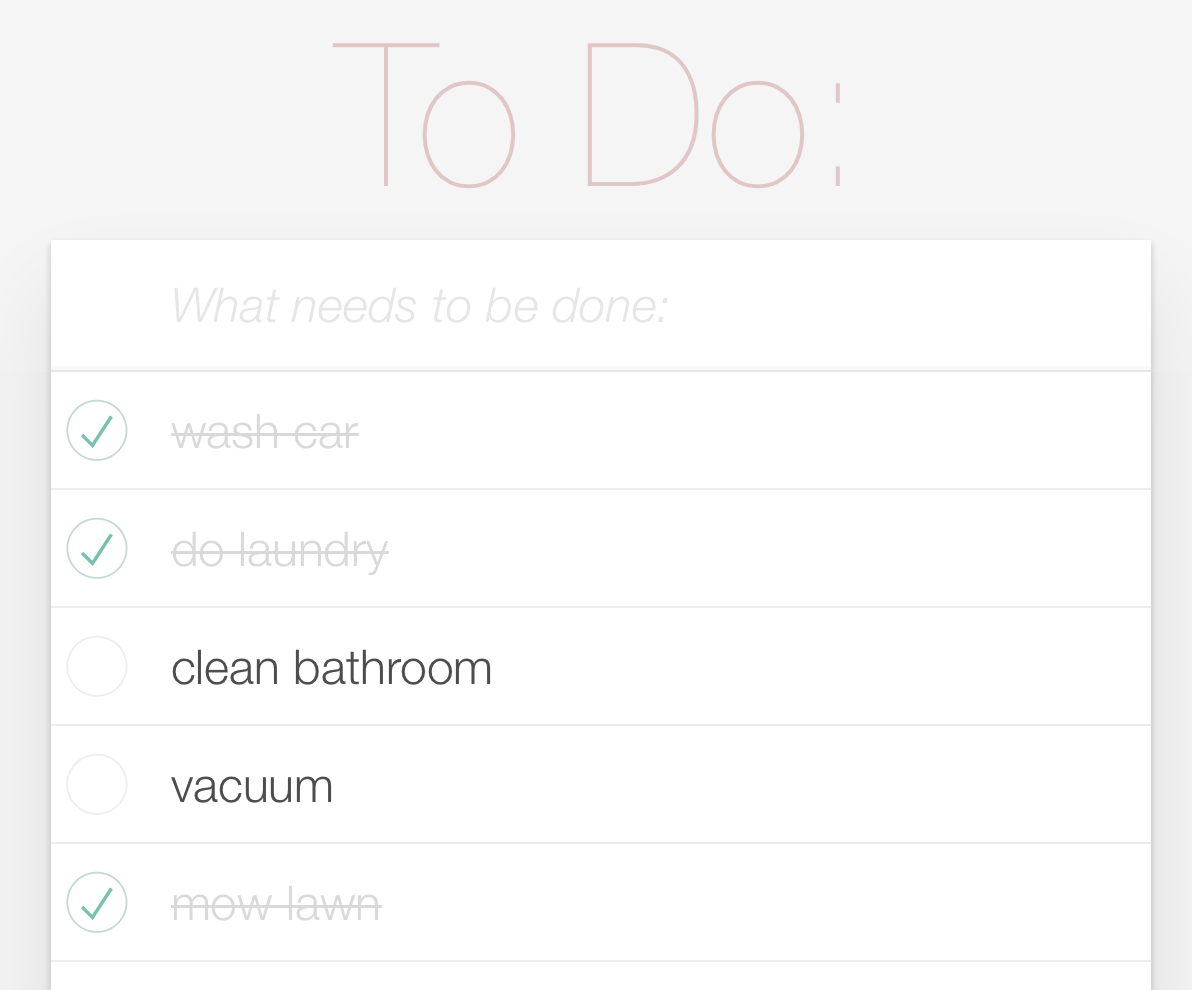 To Do:
What needs to be done:
wash car
do laundry
clean bathroom
vacuum
mow lawn